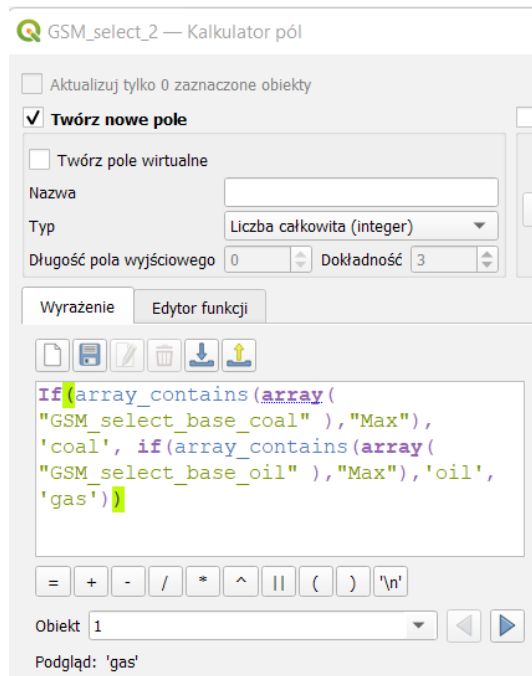 GSM_select_2 — Kalkulator pól
Aktualizuj tylko 0 zaznaczone obiekty
Twórz nowe pole
Twórz pole wirtualne
Nazwa
Typ Liczba całkowita (integer)
Długość pola wyjściowego 0 Dokładność 3
Wyrażenie Edytor funkcji
If(array_contains(array(
"GSM_select_base_coal" ),"Max"),
'coal', if(array_contains(array(
"GSM_select_base_oil" ),"Max"),'oil',
'gas'))
= + - / * ^ || ( ) '\n'
Obiekt 1
Podgląd: 'gas'